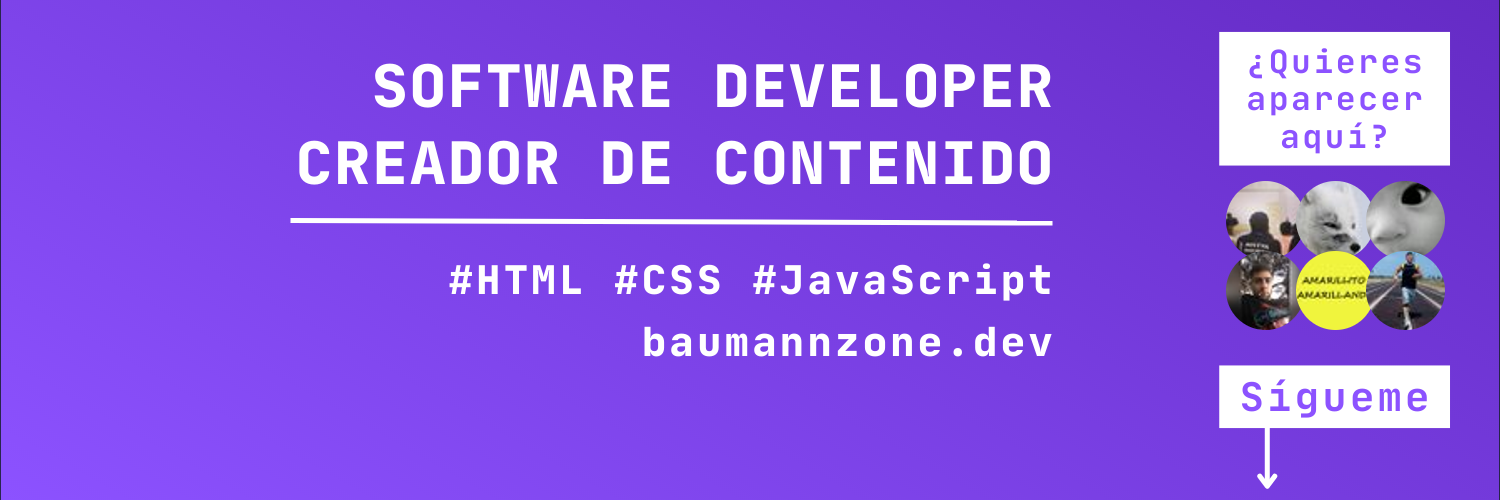 SOFTWARE DEVELOPER
CREADOR DE CONTENIDO
#HTML #CSS #JavaScript
baumannzone.dev
¿Quieres
aparecer
aquí?
AMARILLITO
AMARILLAND
Sígueme